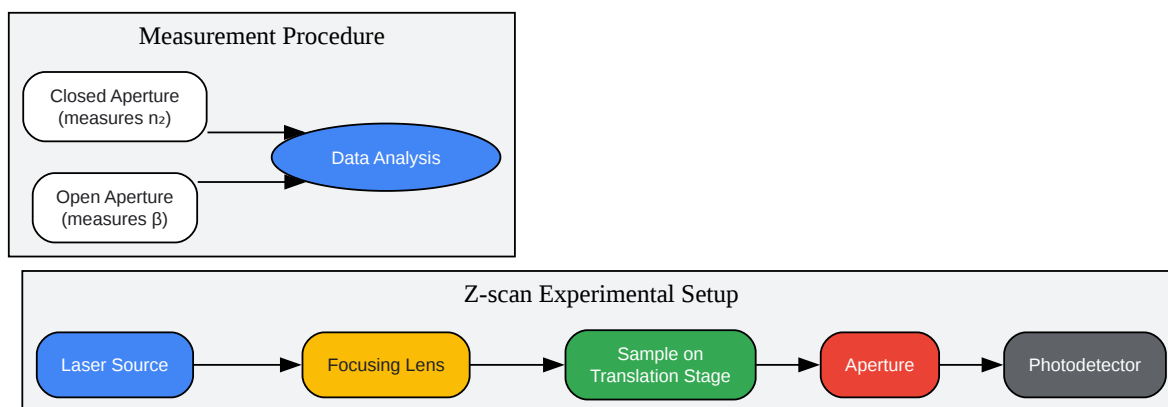 Measurement Procedure
Closed Aperture
(measures n₂)
Data Analysis
Open Aperture
(measures β)
Z-scan Experimental Setup
Laser Source
Focusing Lens
Sample on
Translation Stage
Aperture
Photodetector